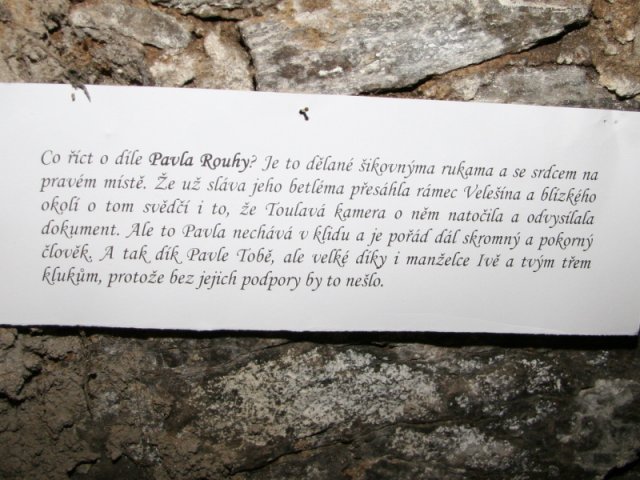 Co říct o díle Pavla Rouhy? Je to dělané šikovnýma rukama a se srdcem na
pravém místě. Že už sláva jeho betléma přesáhla rámec Velešína a blízkého
okolí o tom svědčí i to, že Toulavá kamera o něm natočila a odvysílala
dokument. Ale to Pavla nechává v klidu a je pořád dál skromný a pokorný
člověk. A tak dík Pavle Tobě, ale velké díky i manželce Ivě a tvým třem
klukům, protože bez jejich podpory by to nešlo.